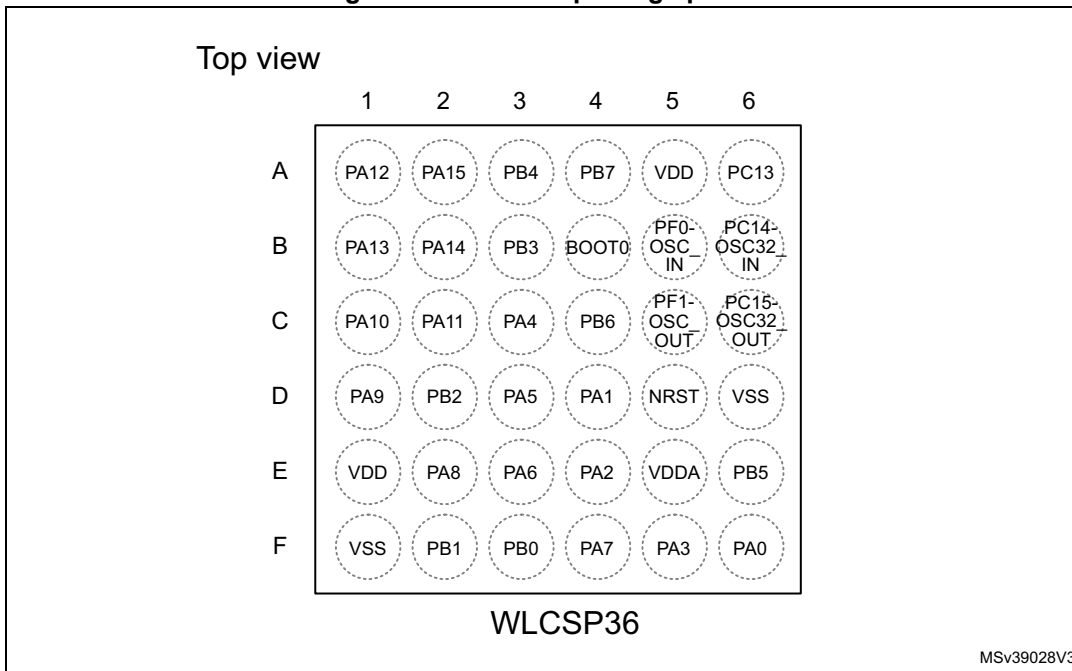 Top view
1 2 3 4 5 6
A PA12 PA15 PB4 PB7 VDD PC13
B PA13 PA14 PB3 BOOT0 PF0-OSC_IN PC14-OSC32_IN
C PA10 PA11 PA4 PB6 PF1-OSC_OUT PC15-OSC32_OUT
D PA9 PB2 PA5 PA1 NRST VSS
E VDD PA8 PA6 PA2 VDDA PB5
F VSS PB1 PB0 PA7 PA3 PA0
WLCSP36
MSv39028V3